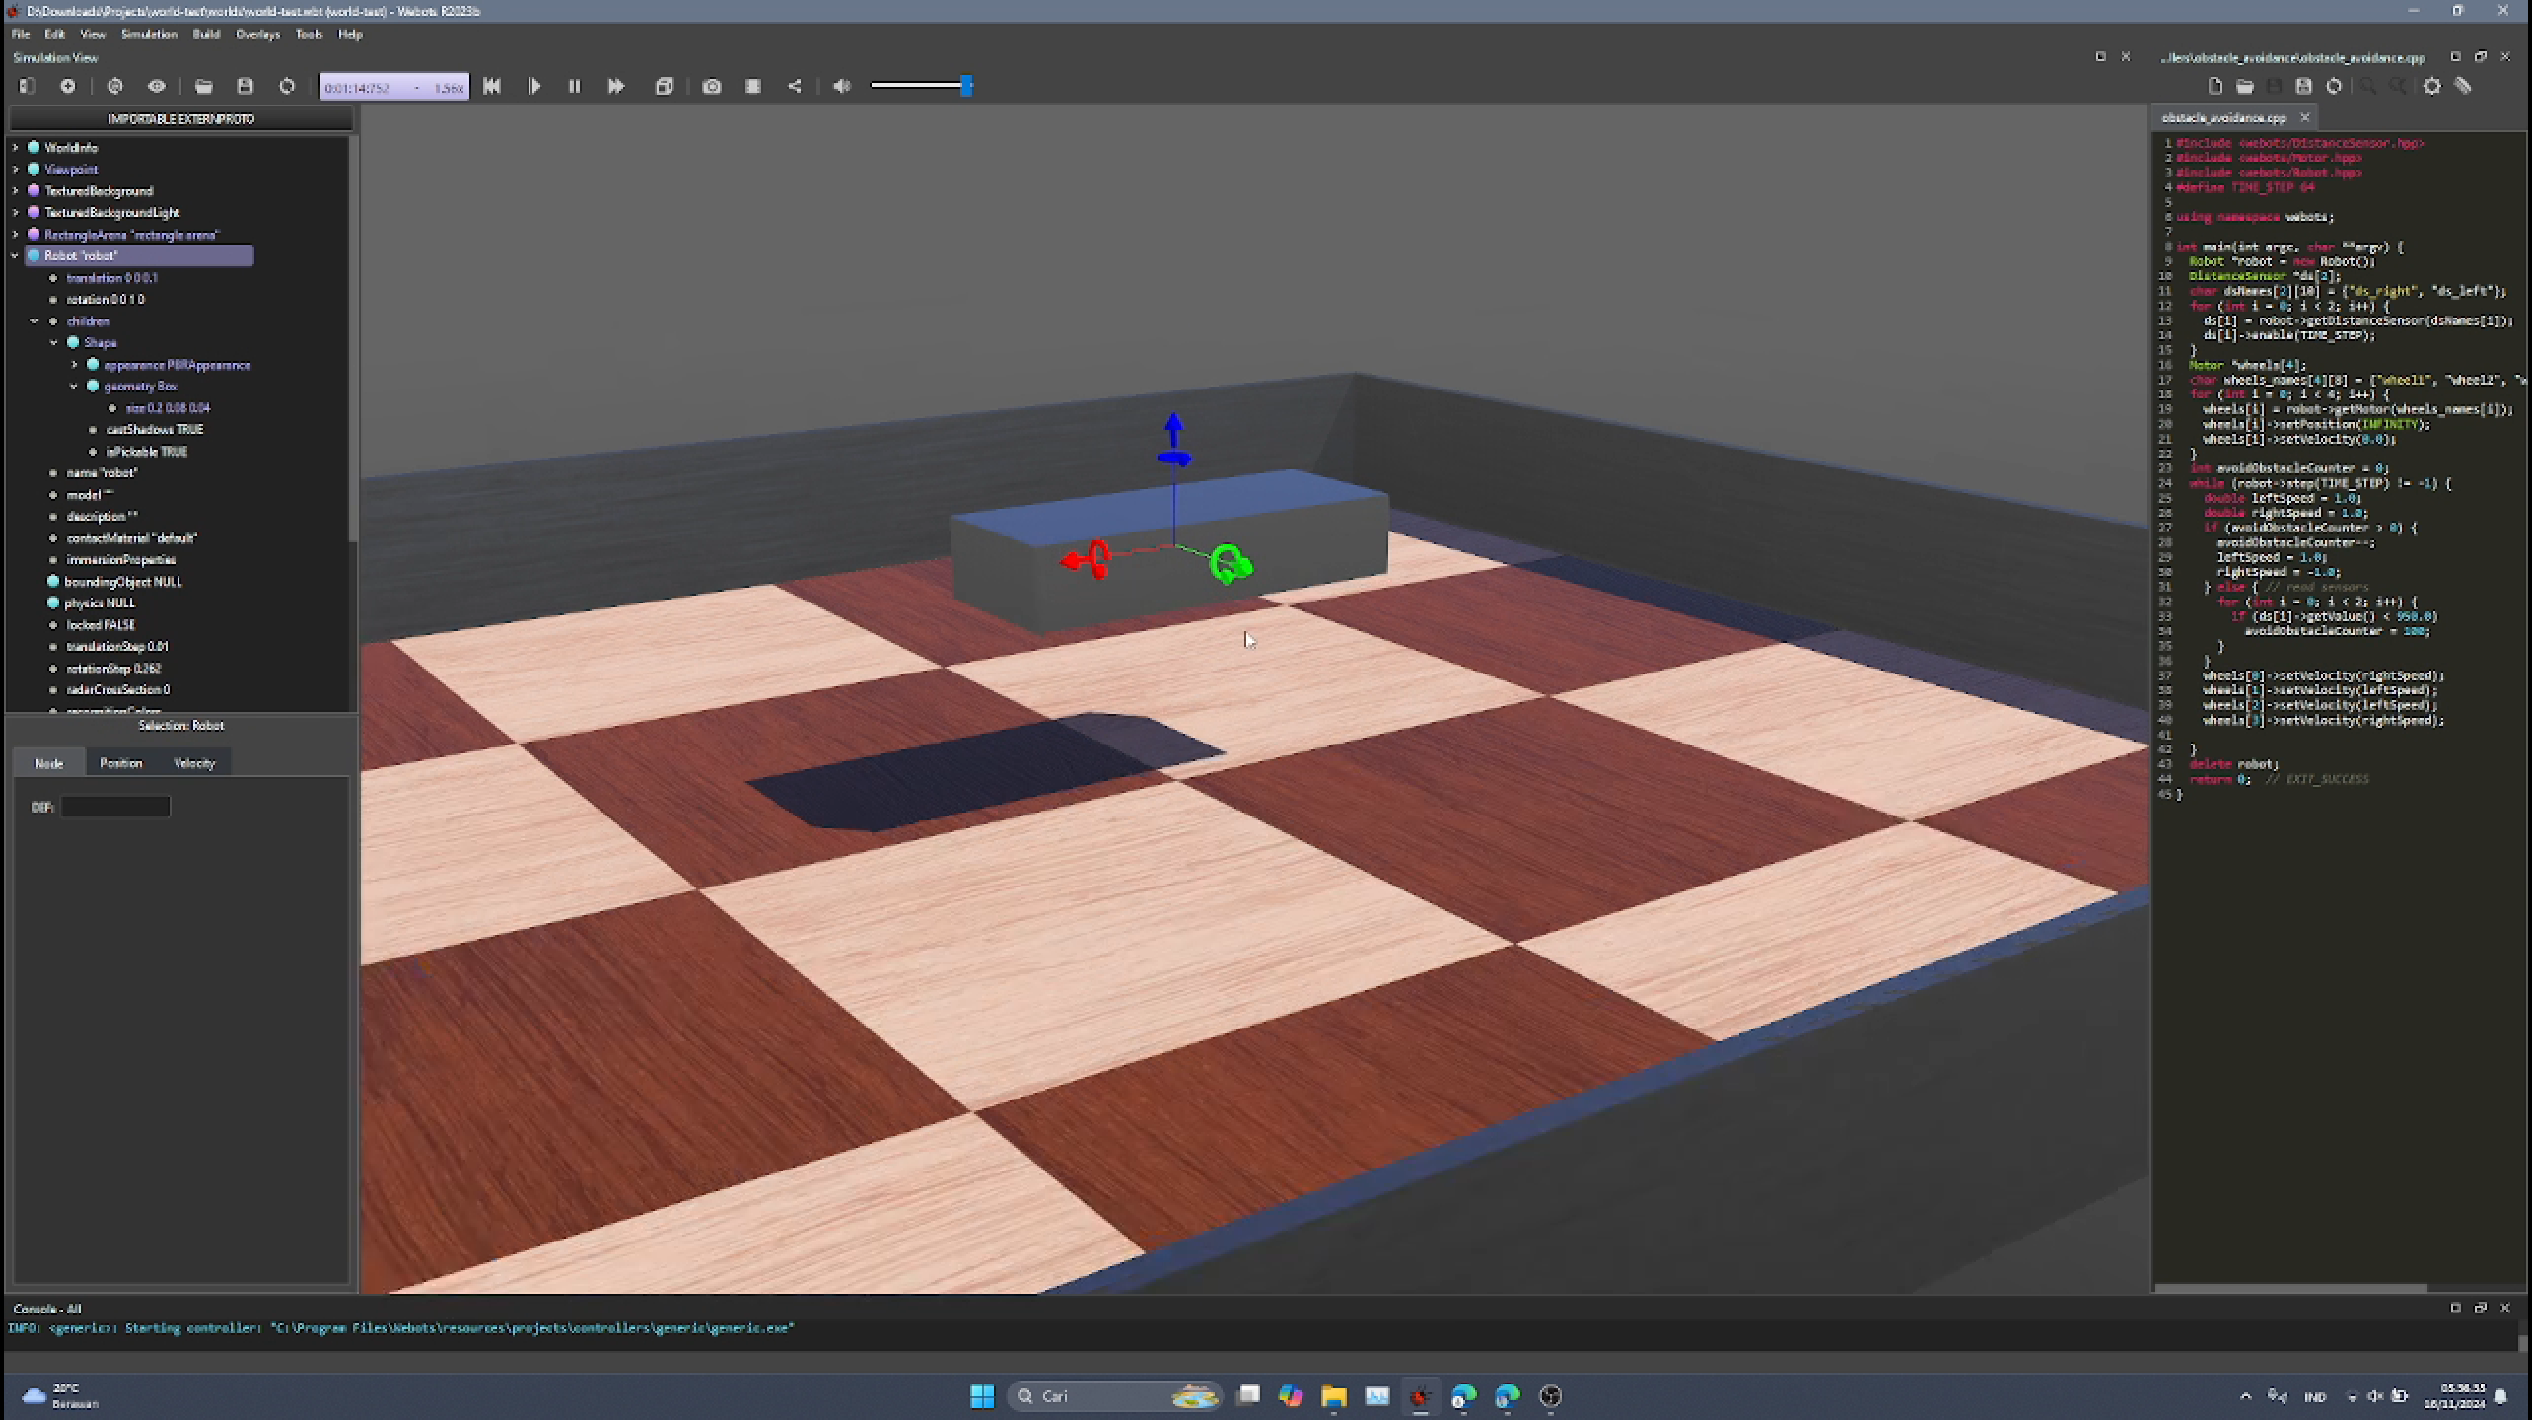 D:\Downloads\Projects\world-test\worlds\world-test.wbt (world-test) - Webots R2023b
File Edit View Simulation Build Overlays Tools Help
Simulation View
0:01:14:752 - 1.56x
IMPORTABLE EXTERNPROTO
WorldInfo
Viewpoint
TexturedBackground
TexturedBackgroundLight
RectangleArena "rectangle arena"
Robot "robot"
translation 0 0 0.1
rotation 0 0 1 0
children
Shape
appearance PBRAppearance
geometry Box
size 0.2 0.08 0.04
castShadows TRUE
isPickable TRUE
name "robot"
model ""
description ""
contactMaterial "default"
immersionProperties
boundingObject NULL
physics NULL
locked FALSE
translationStep 0.01
rotationStep 0.262
radarCrossSection 0
Selection: Robot
Node Position Velocity
DEF:
...llers\obstacle_avoidance\obstacle_avoidance.cpp
obstacle_avoidance.cpp
1 #include <webots/DistanceSensor.hpp>
2 #include <webots/Motor.hpp>
3 #include <webots/Robot.hpp>
4 #define TIME_STEP 64
5
6 using namespace webots;
7
8 int main(int argc, char **argv) {
9 Robot *robot = new Robot();
10 DistanceSensor *ds[2];
11 char dsNames[2][10] = {"ds_right", "ds_left"};
12 for (int i = 0; i < 2; i++) {
13 ds[i] = robot->getDistanceSensor(dsNames[i]);
14 ds[i]->enable(TIME_STEP);
15 }
16 Motor *wheels[4];
17 char wheels_names[4][8] = {"wheel1", "wheel2", "w
18 for (int i = 0; i < 4; i++) {
19 wheels[i] = robot->getMotor(wheels_names[i]);
20 wheels[i]->setPosition(INFINITY);
21 wheels[i]->setVelocity(0.0);
22 }
23 int avoidObstacleCounter = 0;
24 while (robot->step(TIME_STEP) != -1) {
25 double leftSpeed = 1.0;
26 double rightSpeed = 1.0;
27 if (avoidObstacleCounter > 0) {
28 avoidObstacleCounter--;
29 leftSpeed = 1.0;
30 rightSpeed = -1.0;
31 } else { // read sensors
32 for (int i = 0; i < 2; i++) {
33 if (ds[i]->getValue() < 950.0)
34 avoidObstacleCounter = 100;
35 }
36 }
37 wheels[0]->setVelocity(rightSpeed);
38 wheels[1]->setVelocity(leftSpeed);
39 wheels[2]->setVelocity(leftSpeed);
40 wheels[3]->setVelocity(rightSpeed);
41
42 }
43 delete robot;
44 return 0; // EXIT_SUCCESS
45 }
Console - All
INFO: <generic>: Starting controller: "C:\Program Files\Webots\resources\projects\controllers\generic\generic.exe"
20°C
Berawan
Cari
IND
18/11/2024